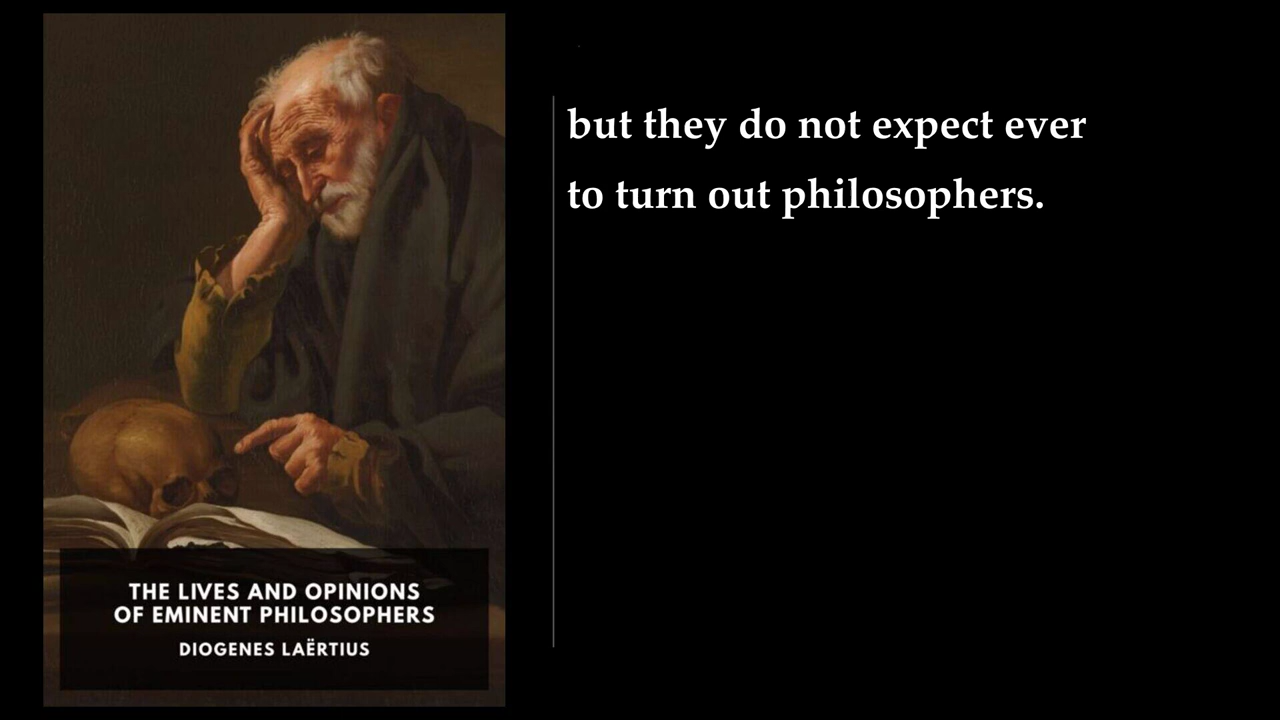 but they do not expect ever
to turn out philosophers.
THE LIVES AND OPINIONS
OF EMINENT PHILOSOPHERS
DIOGENES LAËRTIUS